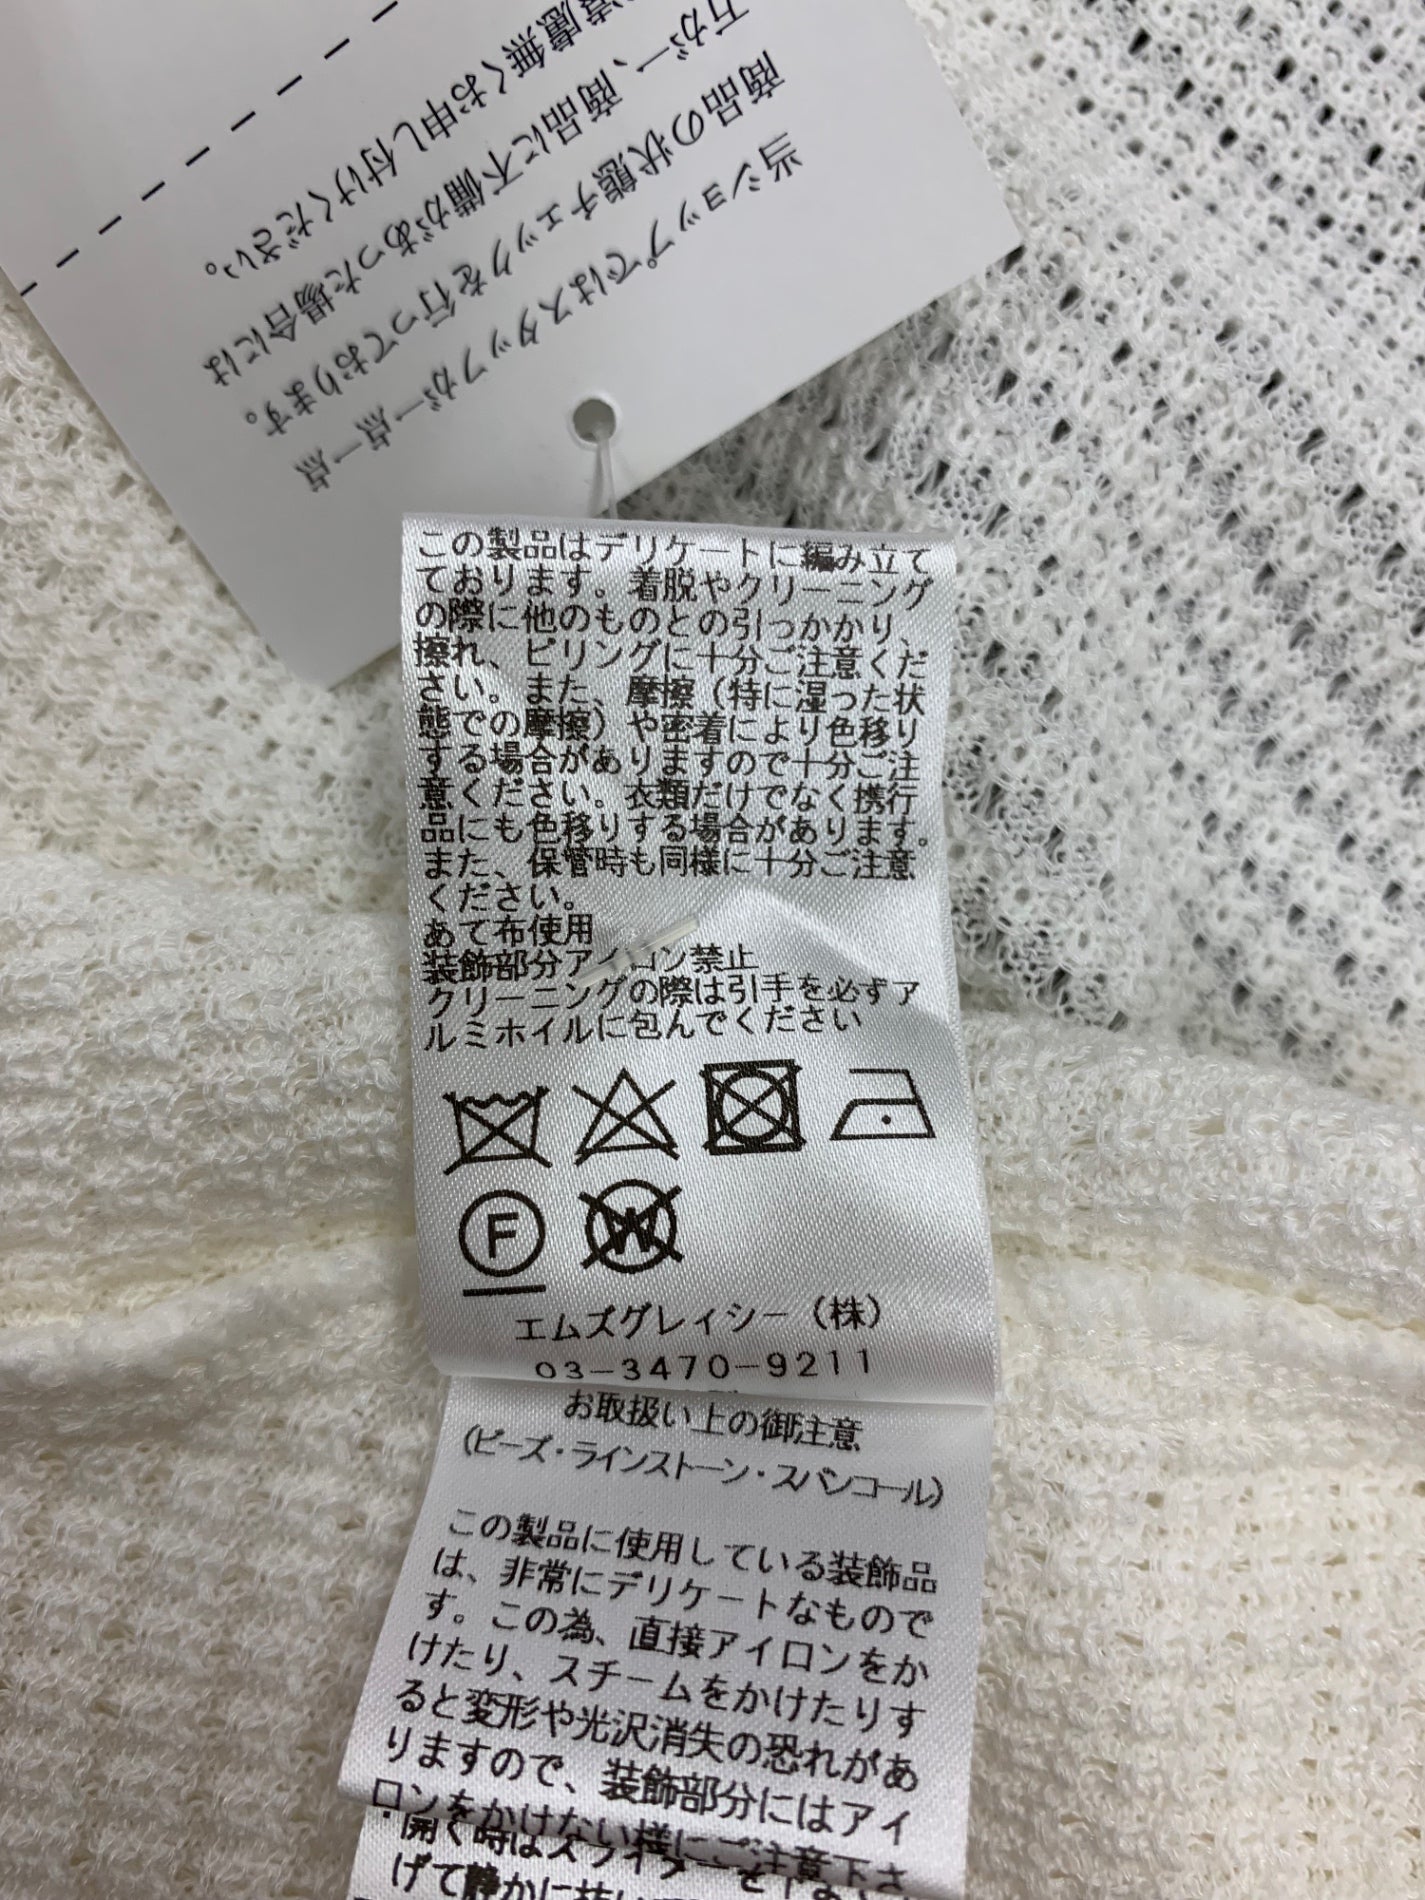 当ショップではスタッフが一点一点
商品の状態チェックを行っております。
万が一、商品に不備があった場合には
遠慮無くお申し付けください。
この製品はデリケートに編み立て
ております。着脱やクリーニング
の際に他のものとの引っかかり、
擦れ、ピリングに十分ご注意くだ
さい。また、摩擦(特に湿った状
態での摩擦)や密着により色移り
する場合がありますので十分ご注
意ください。衣類だけでなく携行
品にも色移りする場合があります。
また、保管時も同様に十分ご注意
ください。
あて布使用
装飾部分アイロン禁止
クリーニングの際は引手を必ずア
ルミホイルに包んでください
F W
エムズグレイシー(株)
03-3470-9211
お取扱い上の御注意
(ビーズ・ラインストーン・スパンコール)
この製品に使用している装飾品
は、非常にデリケートなもので
す。この為、直接アイロンをか
けたり、スチームをかけたりす
ると変形や光沢消失の恐れがあ
りますので、装飾部分にはアイ
ロンをかけない様にご注意下さ
・開く時はスライダーを下
げて静かに